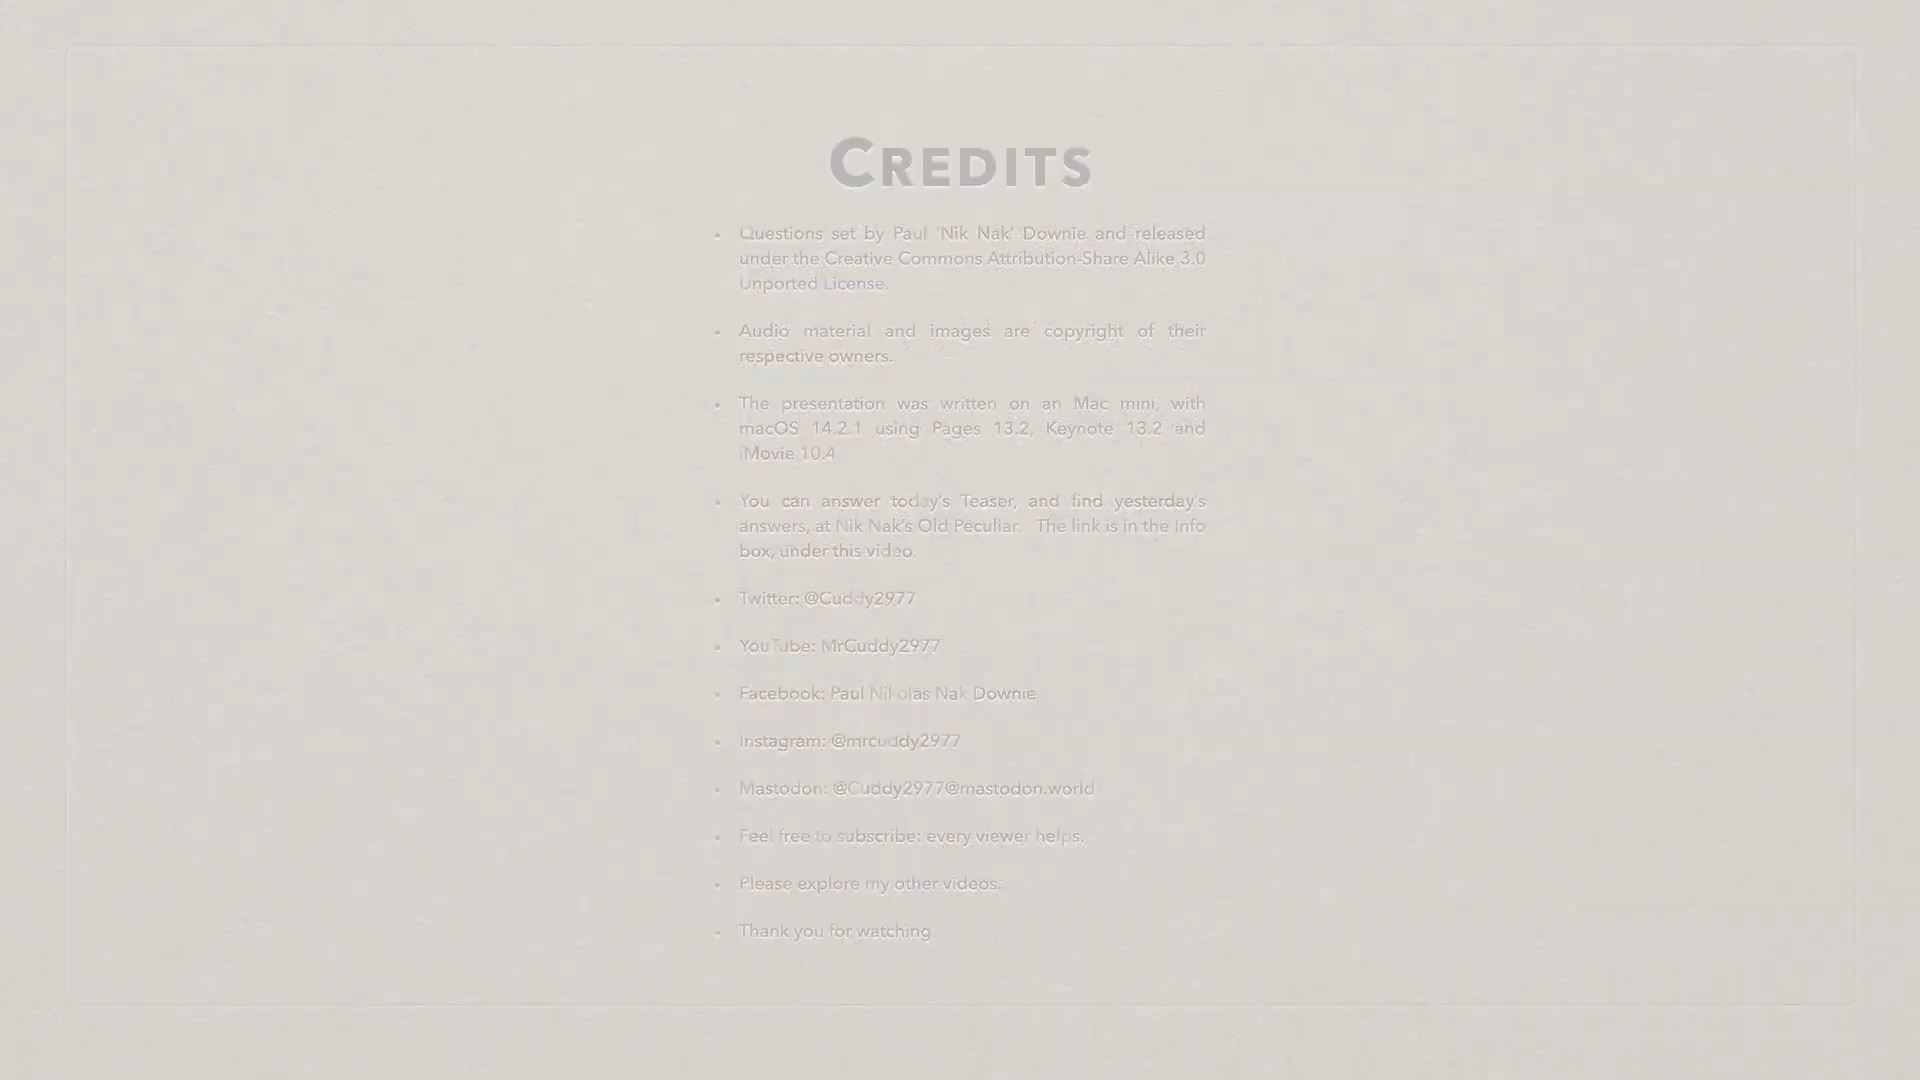 CREDITS
• Questions set by Paul ‘Nik Nak’ Downie and released
under the Creative Commons Attribution-Share Alike 3.0
Unported License.
• Audio material and images are copyright of their
respective owners.
• The presentation was written on an Mac mini, with
macOS 14.2.1 using Pages 13.2, Keynote 13.2 and
iMovie 10.4
• You can answer today’s Teaser, and find yesterday’s
answers, at Nik Nak’s Old Peculiar. The link is in the Info
box, under this video.
• Twitter: @Cuddy2977
• YouTube: MrCuddy2977
• Facebook: Paul Nikolas Nak Downie
• Instagram: @mrcuddy2977
• Mastodon: @Cuddy2977@mastodon.world
• Feel free to subscribe: every viewer helps.
• Please explore my other videos.
• Thank you for watching.